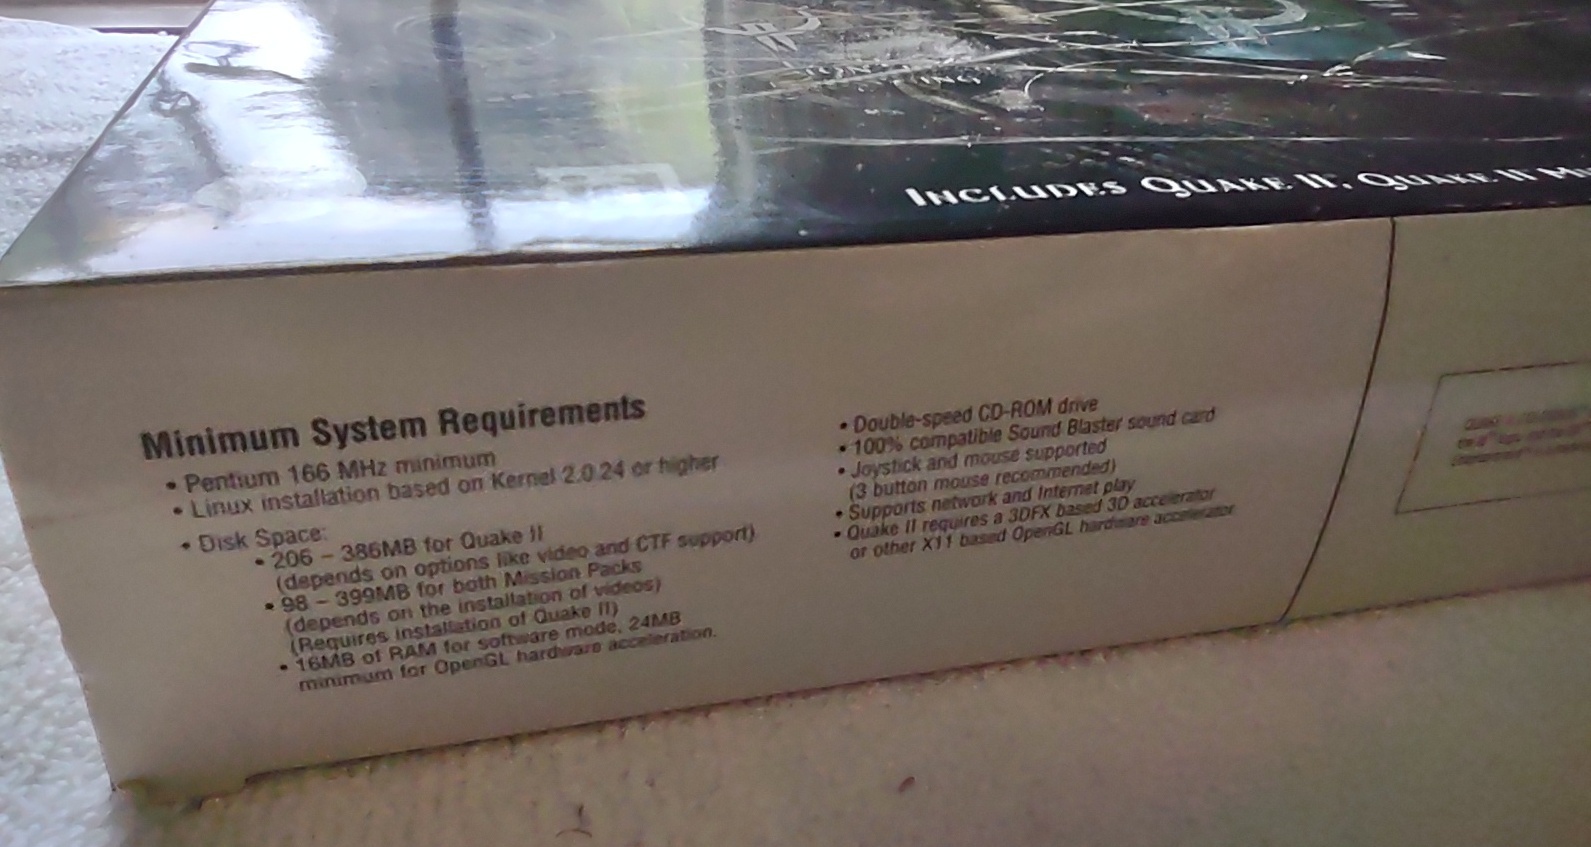 INCLUDES QUAKE II, QUAKE II
Minimum System Requirements
• Pentium 166 MHz minimum
• Linux installation based on Kernel 2.0.24 or higher
• Disk Space:
• 206 – 386MB for Quake II
(depends on options like video and CTF support)
• 98 – 399MB for both Mission Packs
(depends on the installation of videos)
(Requires installation of Quake II)
• 16MB of RAM for software mode, 24MB
minimum for OpenGL hardware acceleration.
• Double-speed CD-ROM drive
• 100% compatible Sound Blaster sound card
• Joystick and mouse supported
(3 button mouse recommended)
• Supports network and Internet play
• Quake II requires a 3DFX based 3D accelerator
or other X11 based OpenGL hardware accelerator